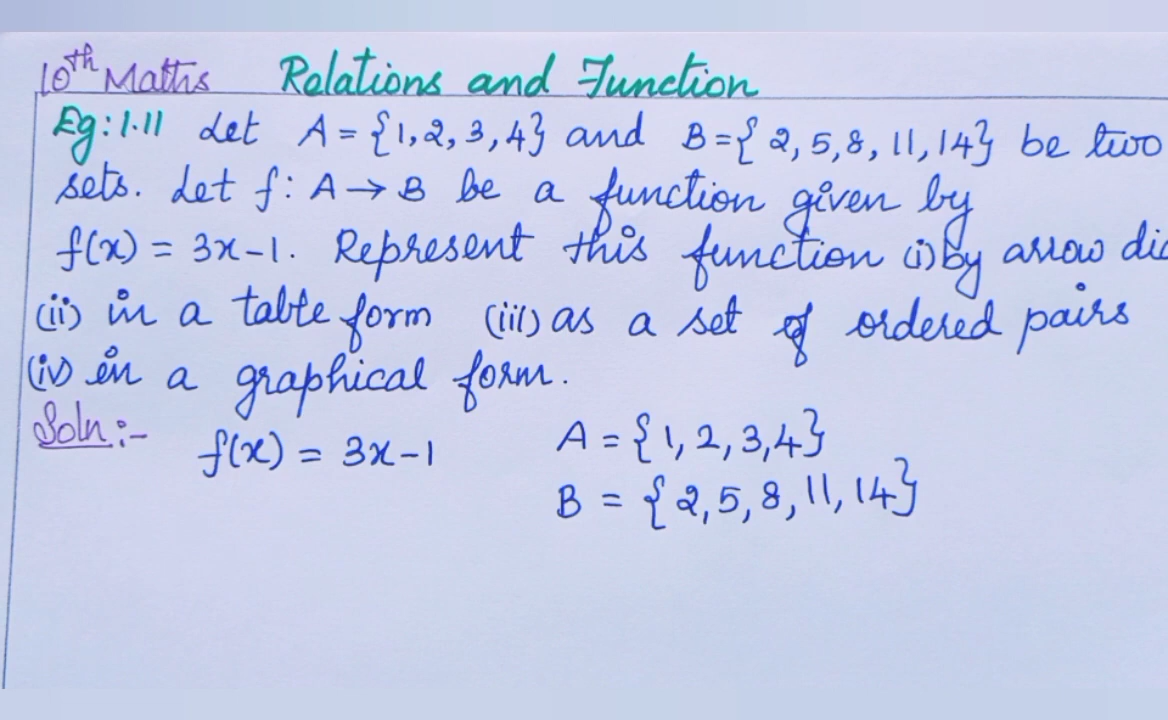 10th Maths Relations and Function
Eg: 1.11 Let A = {1, 2, 3, 4} and B = {2, 5, 8, 11, 14} be two
sets. Let f: A → B be a function given by
f(x) = 3x-1. Represent this function (i) by arrow dia
(ii) in a table form (iii) as a set of ordered pairs
(iv) in a graphical form.
Soln:- f(x) = 3x-1 A = {1, 2, 3, 4}
B = {2, 5, 8, 11, 14}